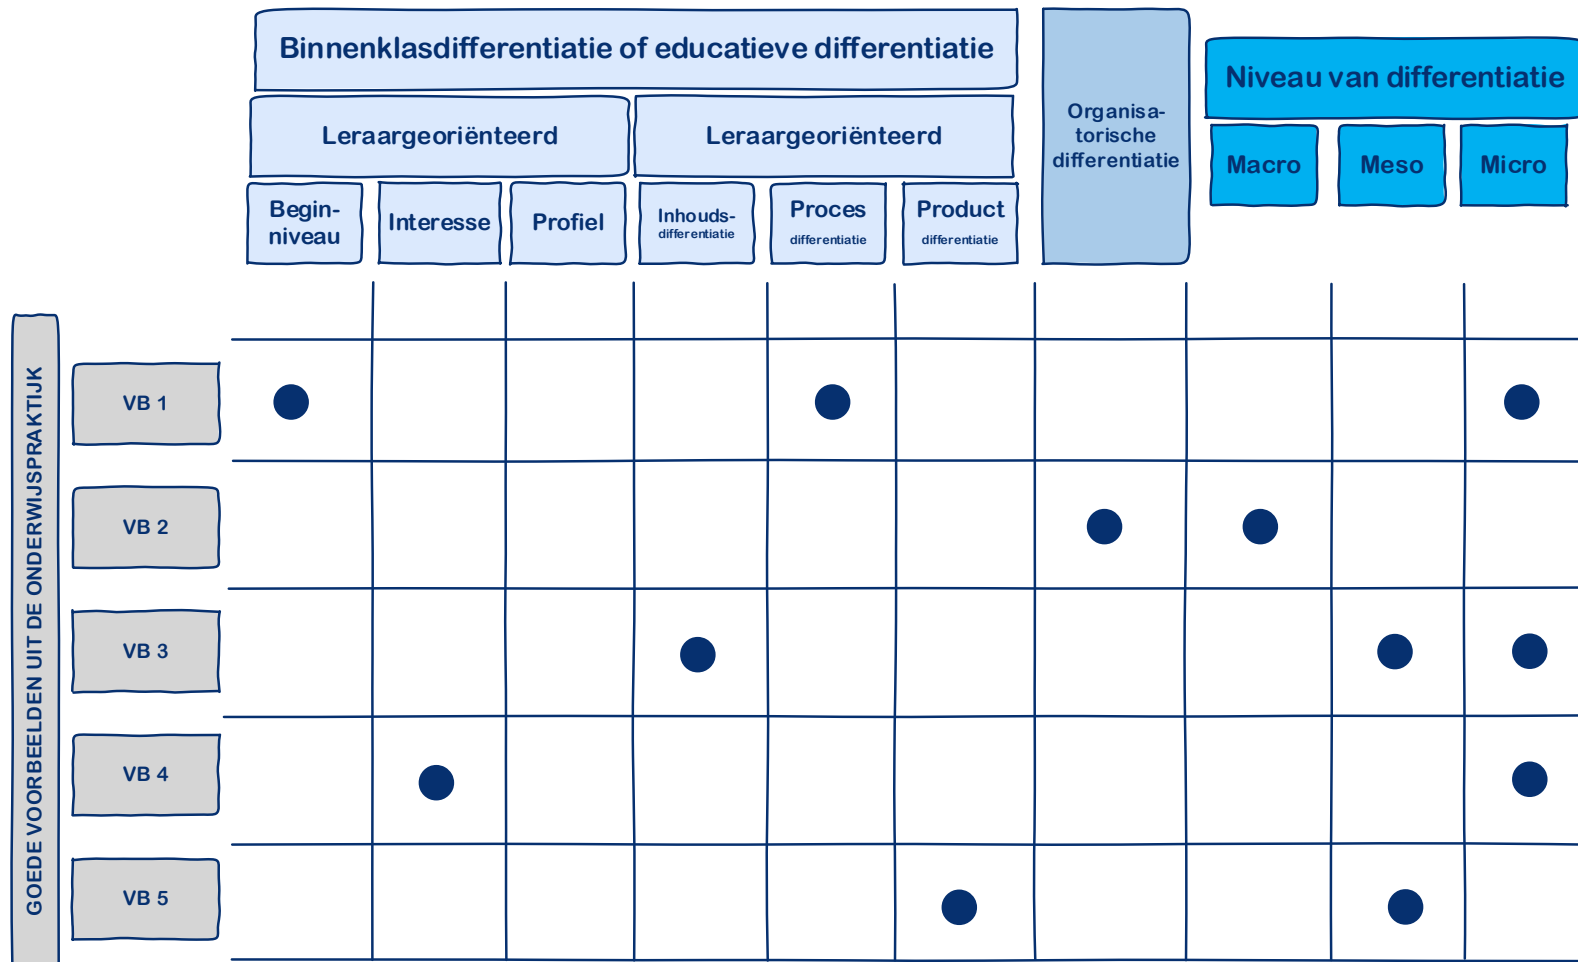 Binnenklasdifferentiatie of educatieve differentiatie
Organisa-
torische
differentiatie
Niveau van differentiatie
Leraargeoriënteerd
Leraargeoriënteerd
Macro
Meso
Micro
Begin-
niveau
Interesse
Profiel
Inhouds-
differentiatie
Proces
differentiatie
Product
differentiatie
GOEDE VOORBEELDEN UIT DE ONDERWIJSPRAKTIJK
VB 1
VB 2
VB 3
VB 4
VB 5